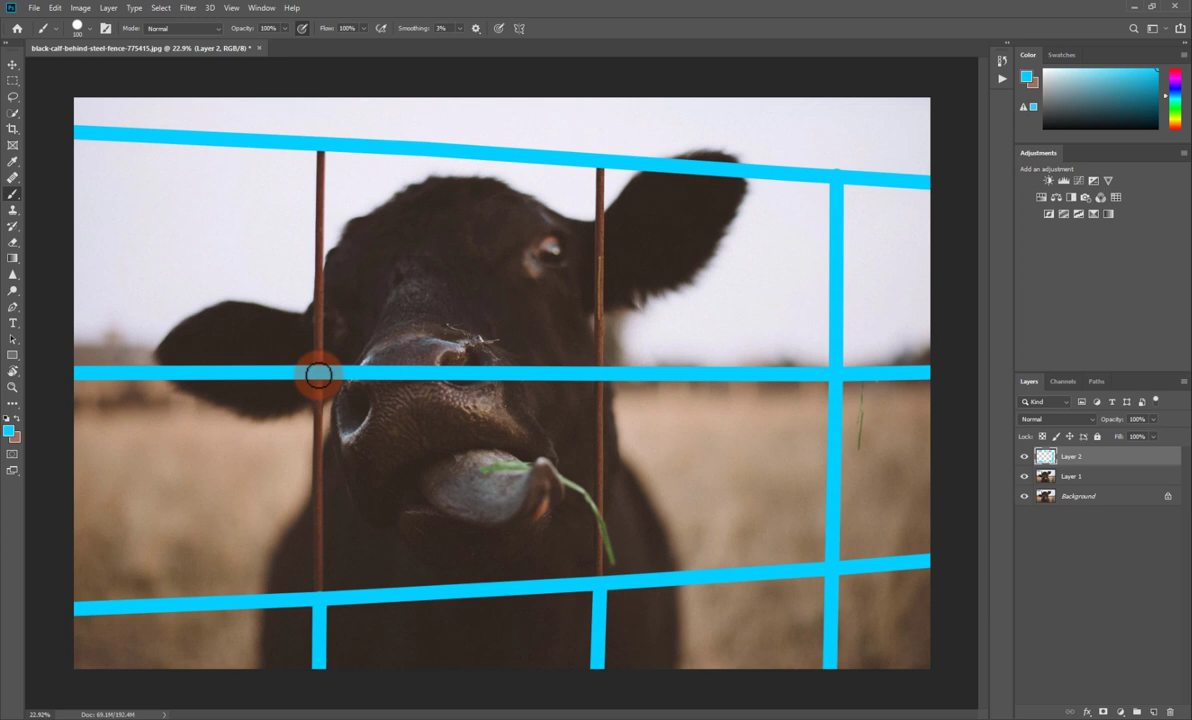 Ps File Edit Image Layer Type Select Filter 3D View Window Help
100 Mode: Normal Opacity: 100% Flow: 100% Smoothing: 3%
black-calf-behind-steel-fence-775415.jpg @ 22.9% (Layer 2, RGB/8) * ×
Color Swatches
Adjustments
Add an adjustment
Layers Channels Paths
Kind
Normal Opacity: 100%
Lock: Fill: 100%
Layer 2
Layer 1
Background
22.92% Doc: 69.1M/192.4M